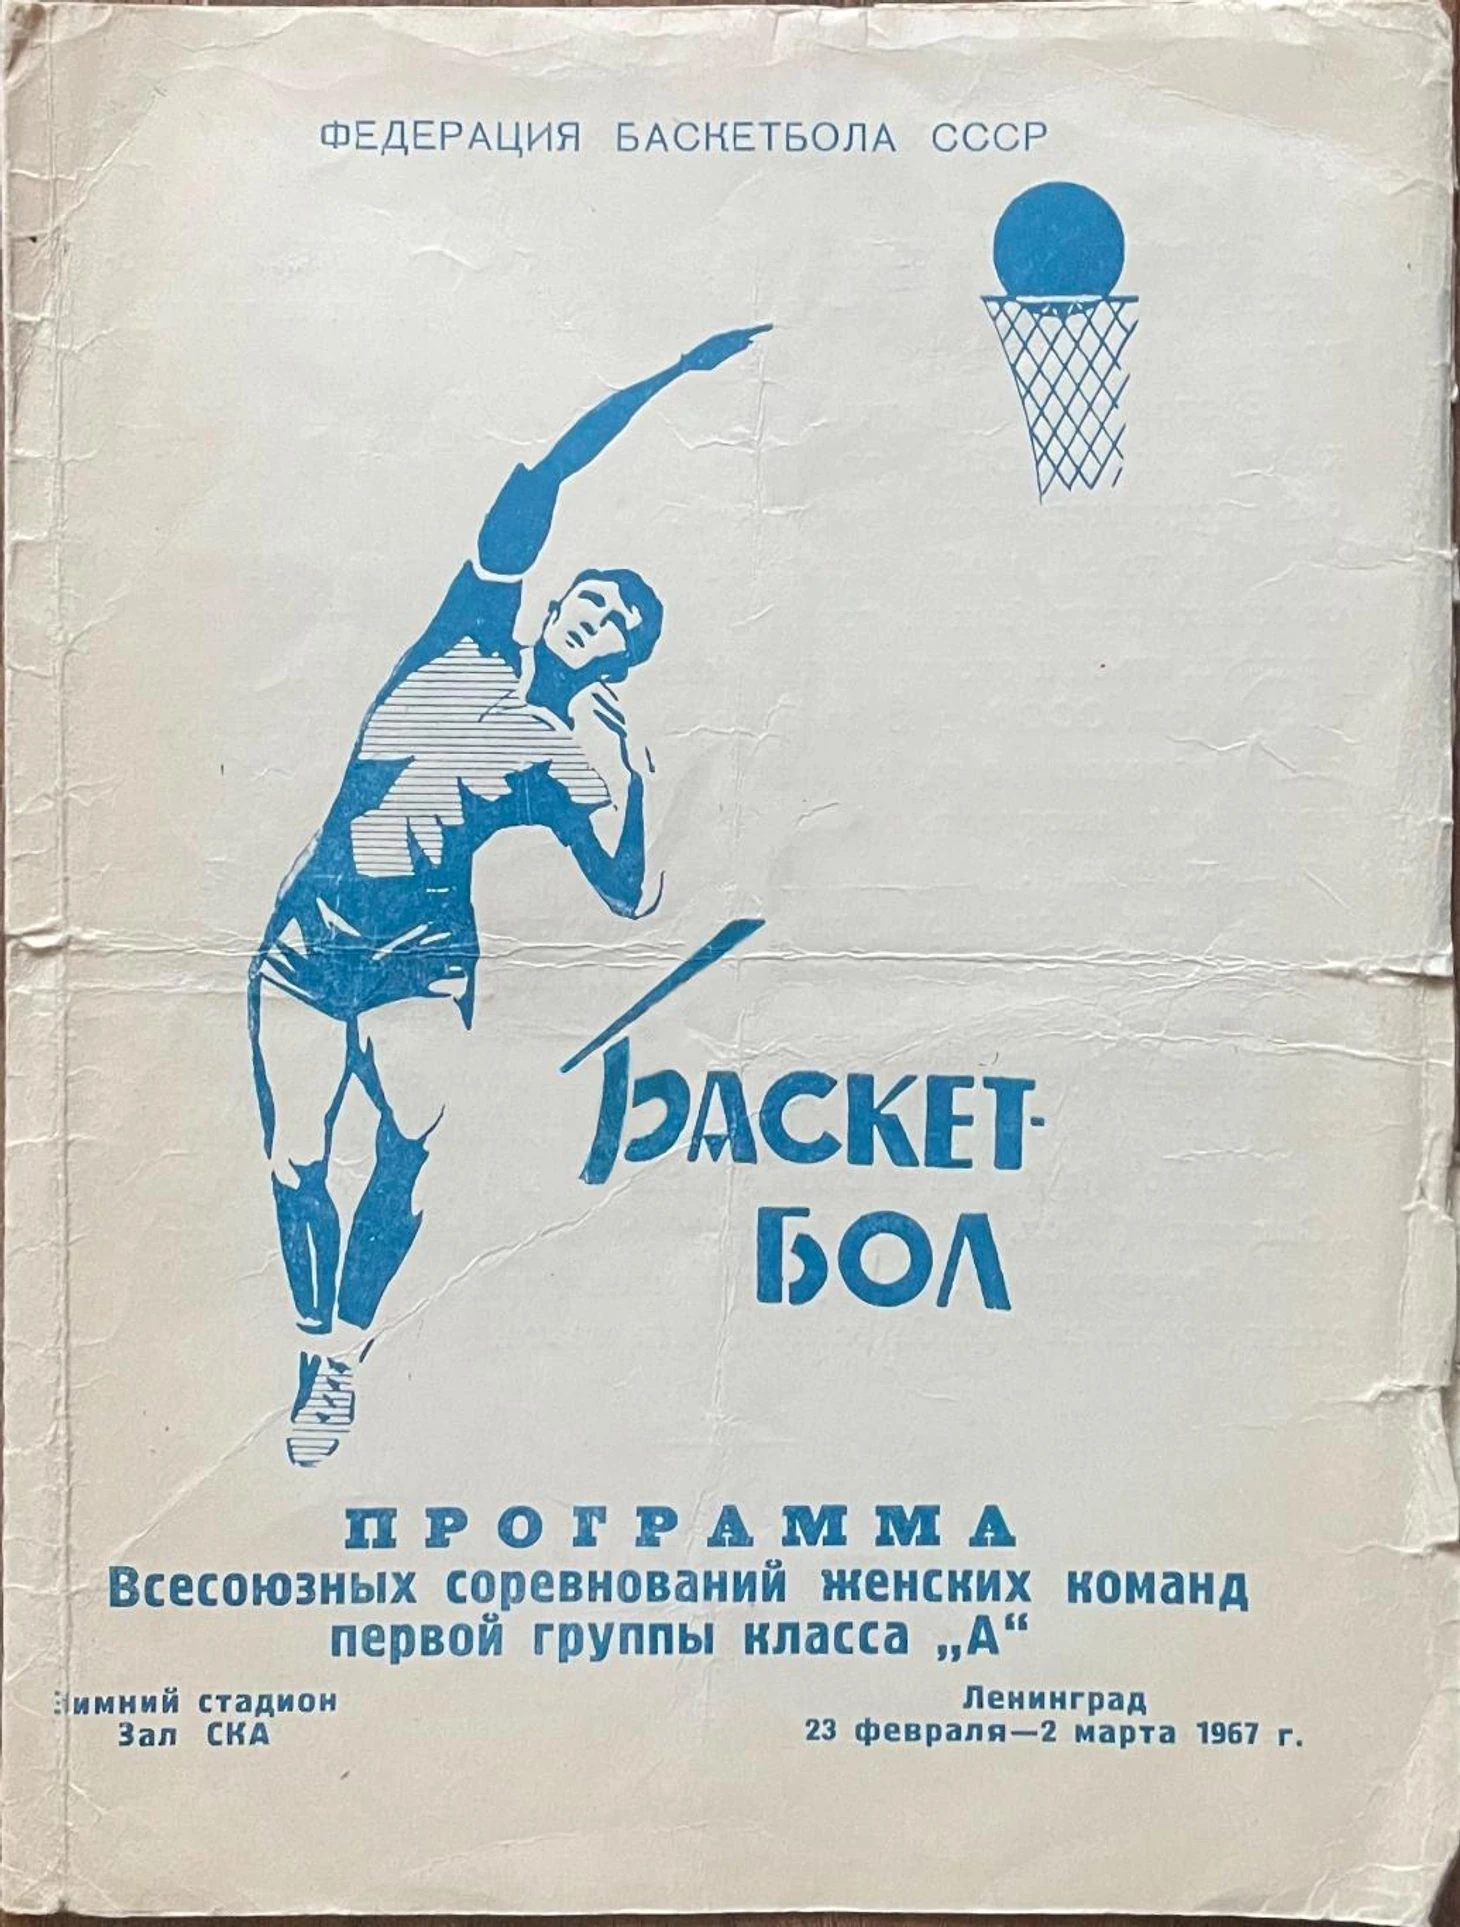 ФЕДЕРАЦИЯ БАСКЕТБОЛА СССР
БАСКЕТ-
БОЛ
ПРОГРАММА
Всесоюзных соревнований женских команд
первой группы класса „А“
Зимний стадион
Зал СКА
Ленинград
23 февраля—2 марта 1967 г.